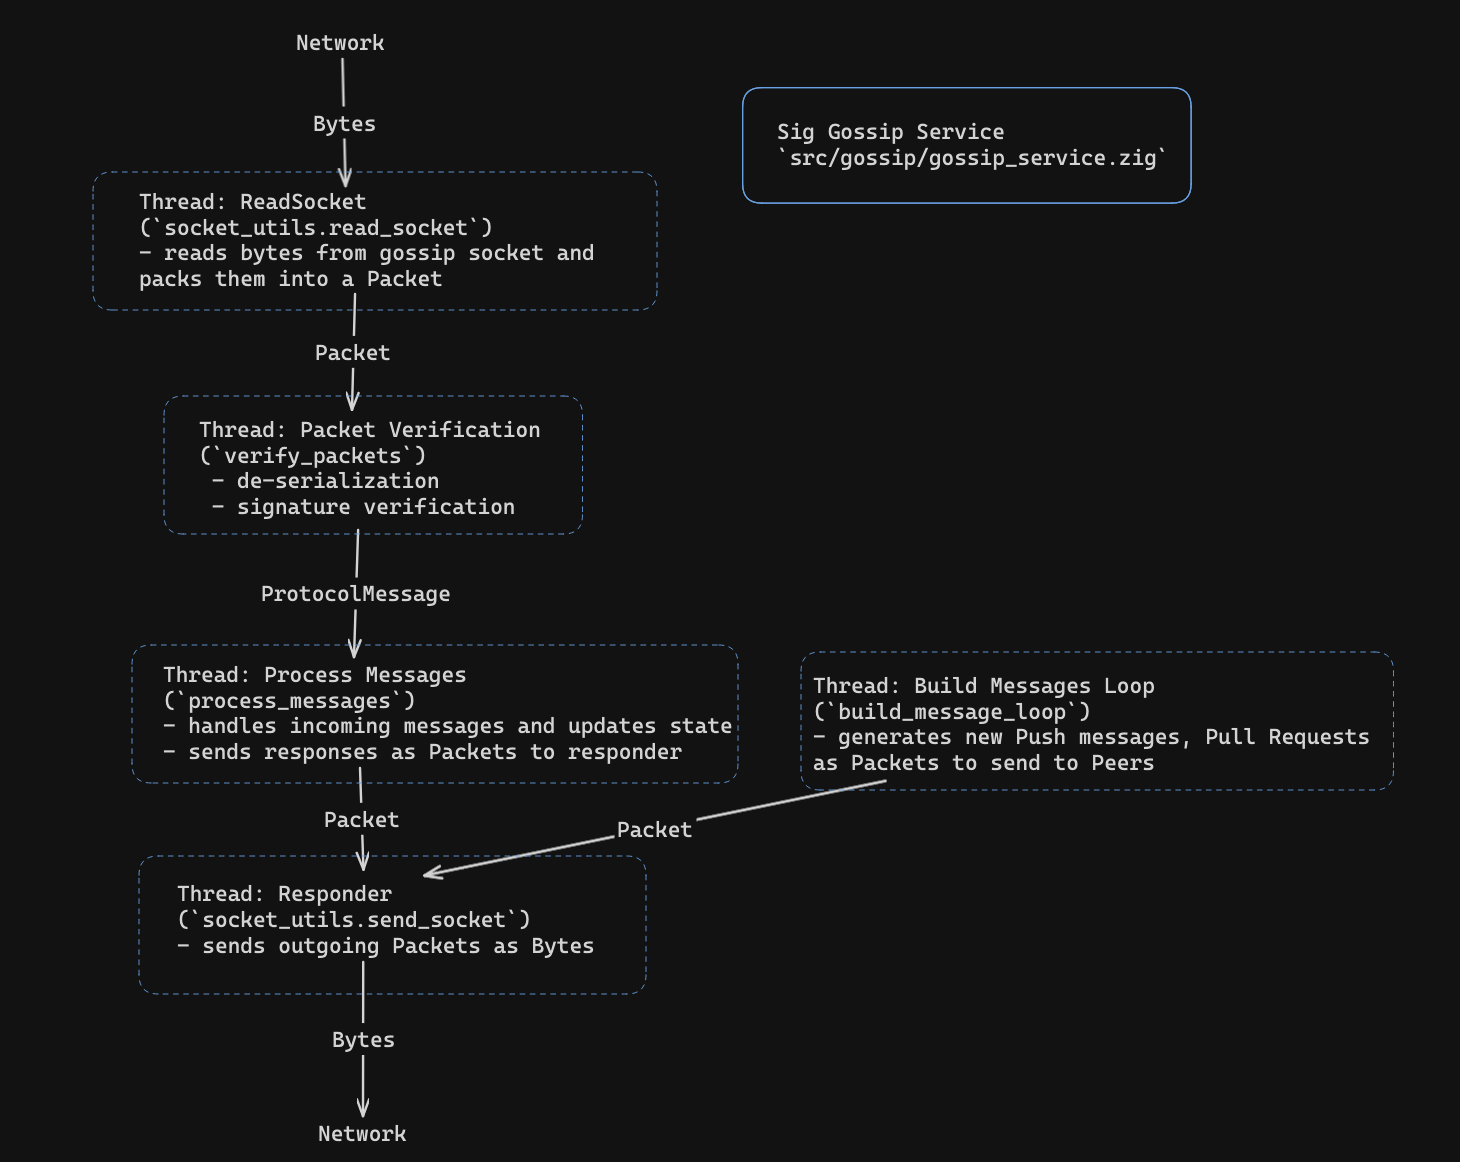 Network
Bytes
Sig Gossip Service
`src/gossip/gossip_service.zig`
Thread: ReadSocket
(`socket_utils.read_socket`)
- reads bytes from gossip socket and
packs them into a Packet
Packet
Thread: Packet Verification
(`verify_packets`)
- de-serialization
- signature verification
ProtocolMessage
Thread: Process Messages
(`process_messages`)
- handles incoming messages and updates state
- sends responses as Packets to responder
Thread: Build Messages Loop
(`build_message_loop`)
- generates new Push messages, Pull Requests
as Packets to send to Peers
Packet
Packet
Thread: Responder
(`socket_utils.send_socket`)
- sends outgoing Packets as Bytes
Bytes
Network